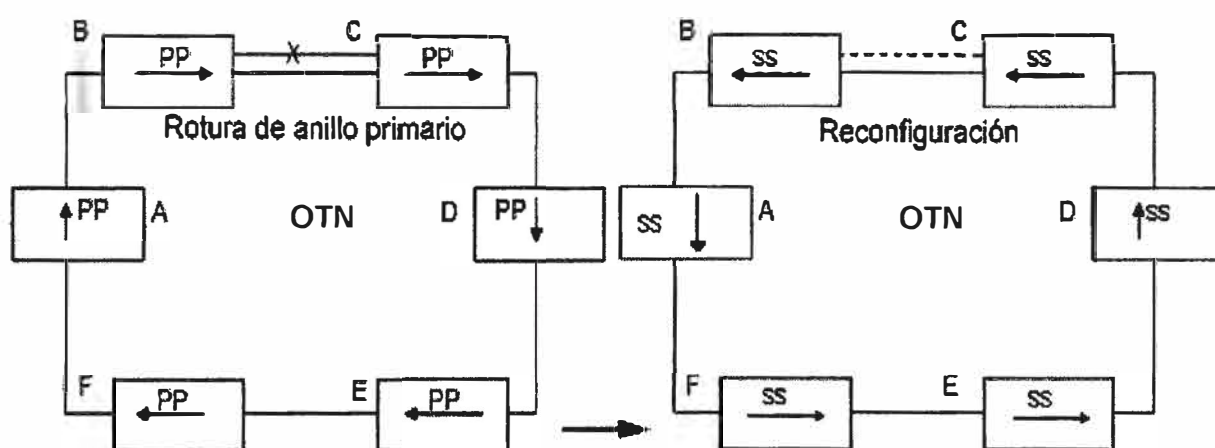 B
PP
C
PP
Rotura de anillo primario
PP
A
OTN
D
PP
F
PP
E
PP
B
SS
C
SS
Reconfiguración
SS
A
OTN
D
SS
F
SS
E
SS